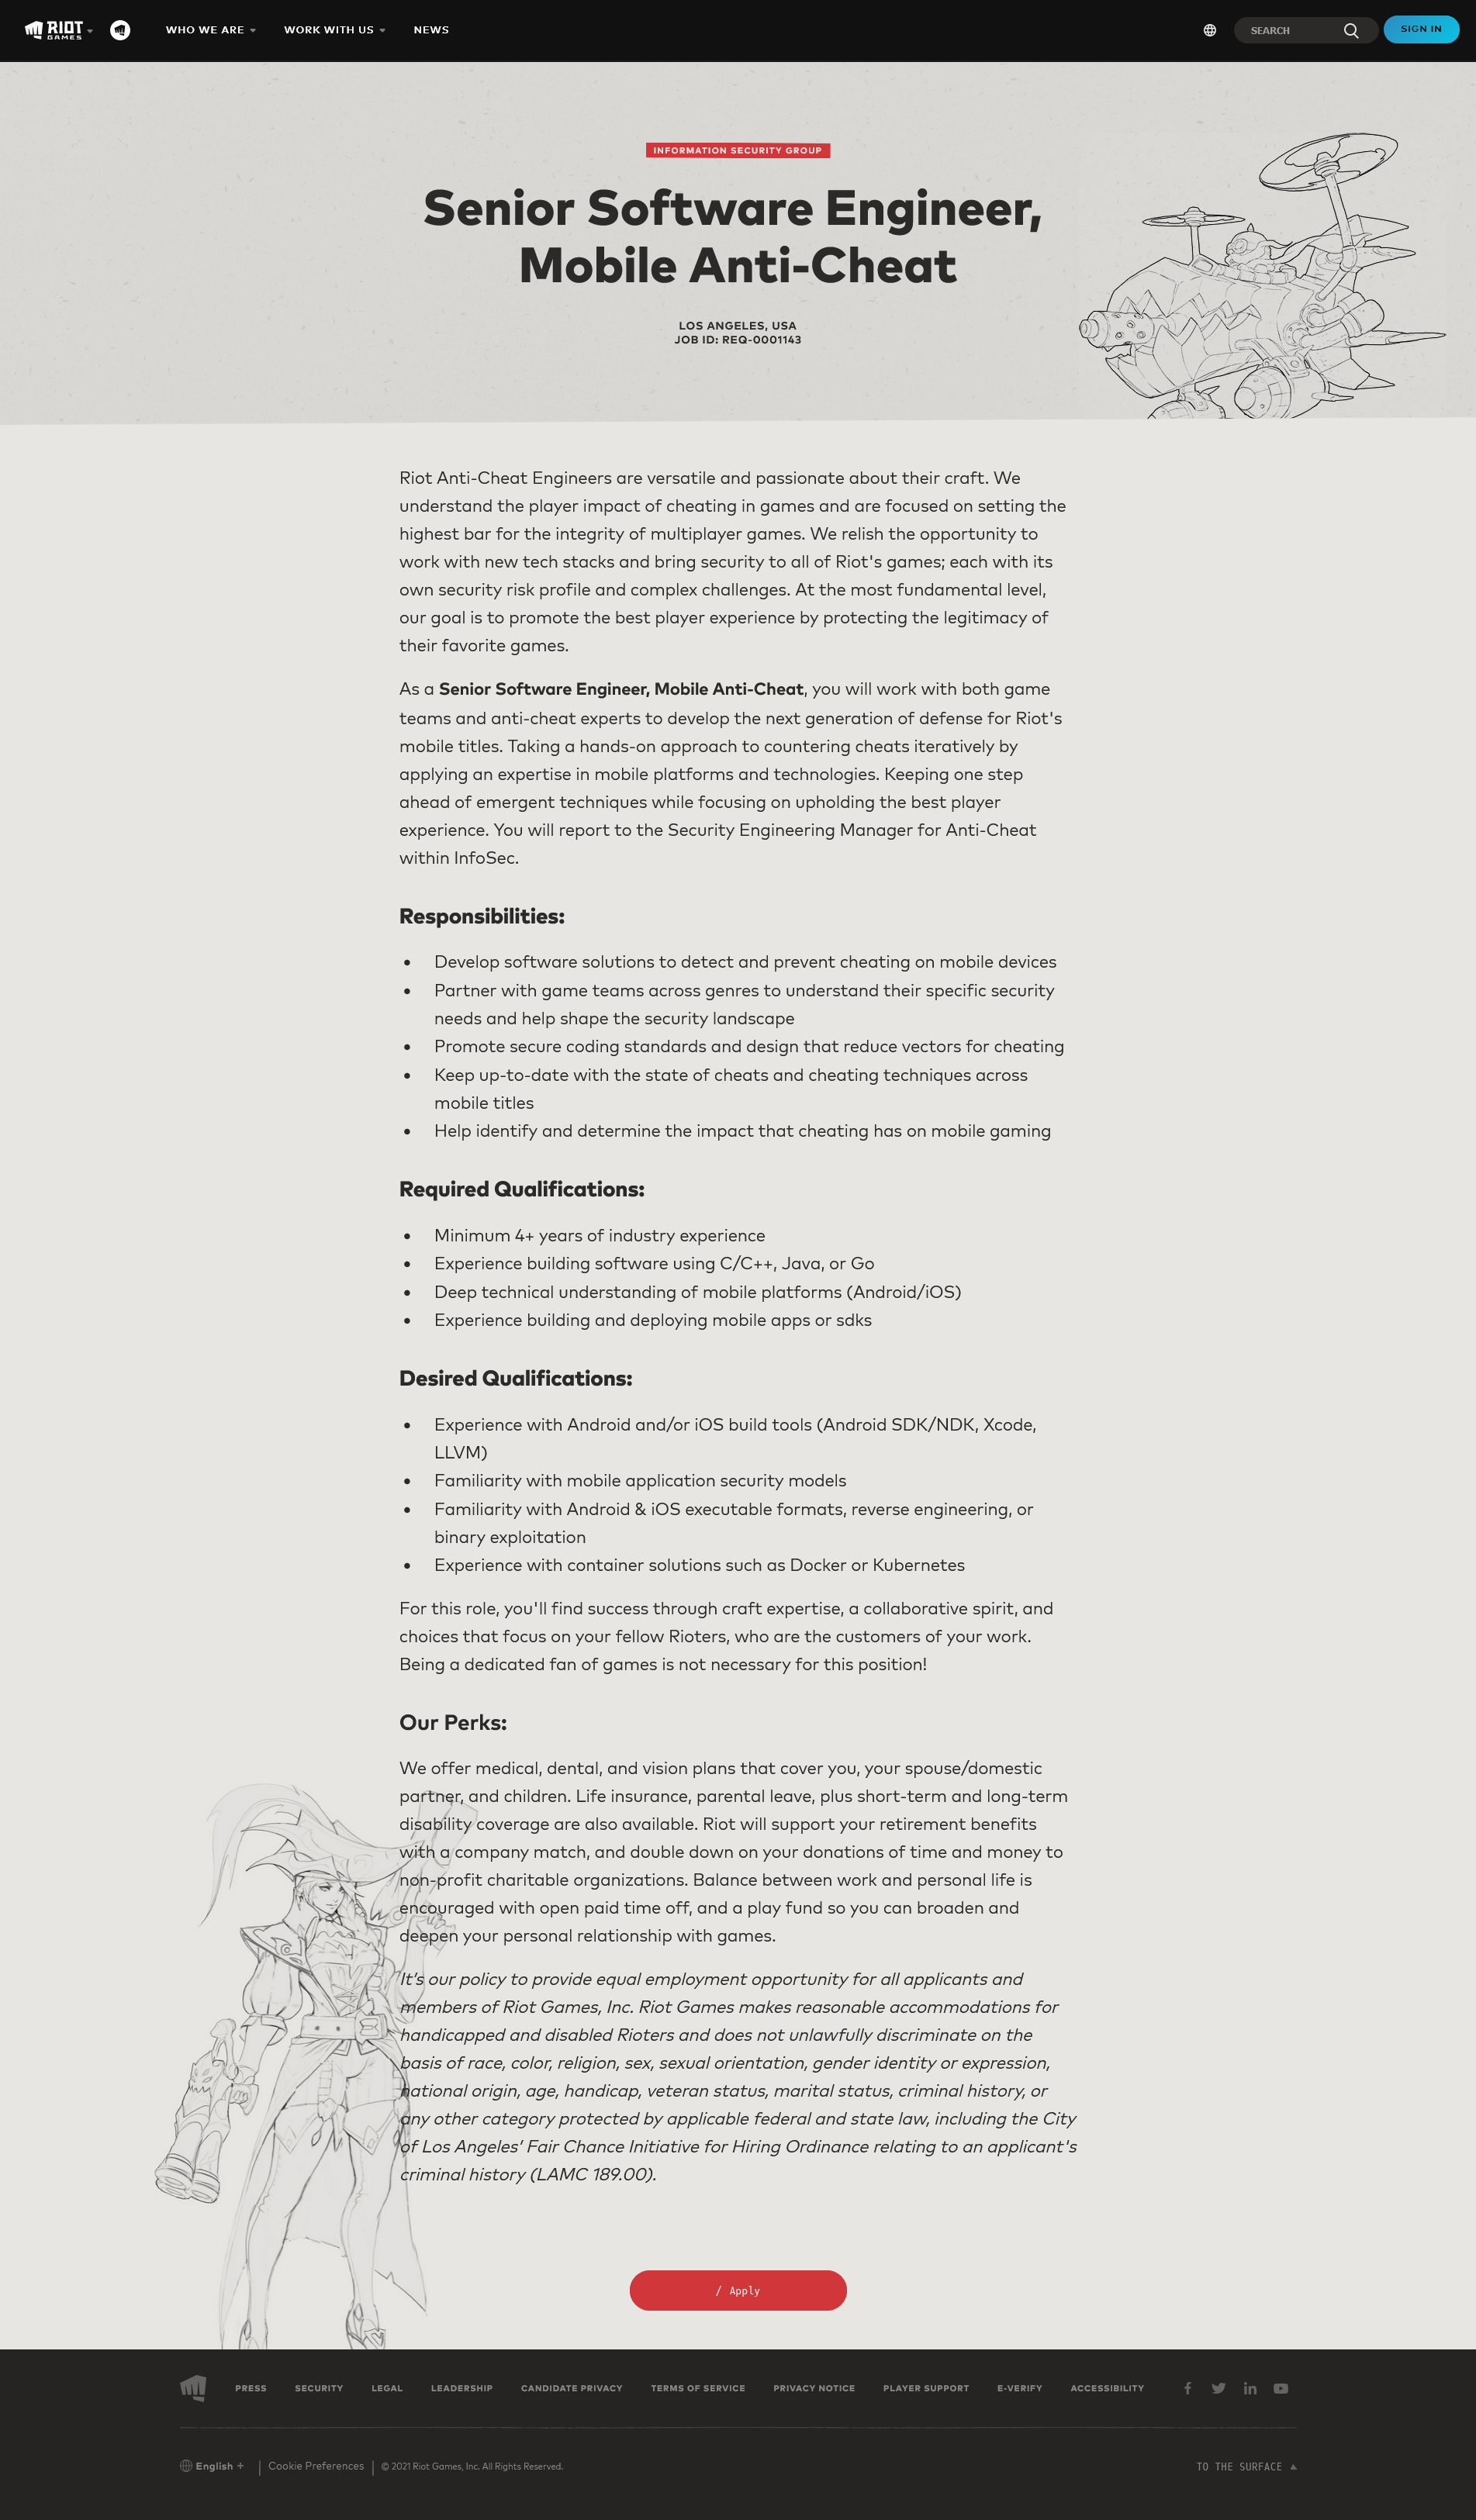 RIOT GAMES
WHO WE ARE
WORK WITH US
NEWS
SEARCH
SIGN IN
INFORMATION SECURITY GROUP
Senior Software Engineer,
Mobile Anti-Cheat
LOS ANGELES, USA
JOB ID: REQ-0001143
Riot Anti-Cheat Engineers are versatile and passionate about their craft. We
understand the player impact of cheating in games and are focused on setting the
highest bar for the integrity of multiplayer games. We relish the opportunity to
work with new tech stacks and bring security to all of Riot's games; each with its
own security risk profile and complex challenges. At the most fundamental level,
our goal is to promote the best player experience by protecting the legitimacy of
their favorite games.
As a Senior Software Engineer, Mobile Anti-Cheat, you will work with both game
teams and anti-cheat experts to develop the next generation of defense for Riot's
mobile titles. Taking a hands-on approach to countering cheats iteratively by
applying an expertise in mobile platforms and technologies. Keeping one step
ahead of emergent techniques while focusing on upholding the best player
experience. You will report to the Security Engineering Manager for Anti-Cheat
within InfoSec.
Responsibilities:
• Develop software solutions to detect and prevent cheating on mobile devices
• Partner with game teams across genres to understand their specific security
needs and help shape the security landscape
• Promote secure coding standards and design that reduce vectors for cheating
• Keep up-to-date with the state of cheats and cheating techniques across
mobile titles
• Help identify and determine the impact that cheating has on mobile gaming
Required Qualifications:
• Minimum 4+ years of industry experience
• Experience building software using C/C++, Java, or Go
• Deep technical understanding of mobile platforms (Android/iOS)
• Experience building and deploying mobile apps or sdks
Desired Qualifications:
• Experience with Android and/or iOS build tools (Android SDK/NDK, Xcode,
LLVM)
• Familiarity with mobile application security models
• Familiarity with Android & iOS executable formats, reverse engineering, or
binary exploitation
• Experience with container solutions such as Docker or Kubernetes
For this role, you'll find success through craft expertise, a collaborative spirit, and
choices that focus on your fellow Rioters, who are the customers of your work.
Being a dedicated fan of games is not necessary for this position!
Our Perks:
We offer medical, dental, and vision plans that cover you, your spouse/domestic
partner, and children. Life insurance, parental leave, plus short-term and long-term
disability coverage are also available. Riot will support your retirement benefits
with a company match, and double down on your donations of time and money to
non-profit charitable organizations. Balance between work and personal life is
encouraged with open paid time off, and a play fund so you can broaden and
deepen your personal relationship with games.
It’s our policy to provide equal employment opportunity for all applicants and
members of Riot Games, Inc. Riot Games makes reasonable accommodations for
handicapped and disabled Rioters and does not unlawfully discriminate on the
basis of race, color, religion, sex, sexual orientation, gender identity or expression,
national origin, age, handicap, veteran status, marital status, criminal history, or
any other category protected by applicable federal and state law, including the City
of Los Angeles’ Fair Chance Initiative for Hiring Ordinance relating to an applicant's
criminal history (LAMC 189.00).
/ Apply
PRESS
SECURITY
LEGAL
LEADERSHIP
CANDIDATE PRIVACY
TERMS OF SERVICE
PRIVACY NOTICE
PLAYER SUPPORT
E-VERIFY
ACCESSIBILITY
English +
Cookie Preferences
© 2021 Riot Games, Inc. All Rights Reserved.
TO THE SURFACE